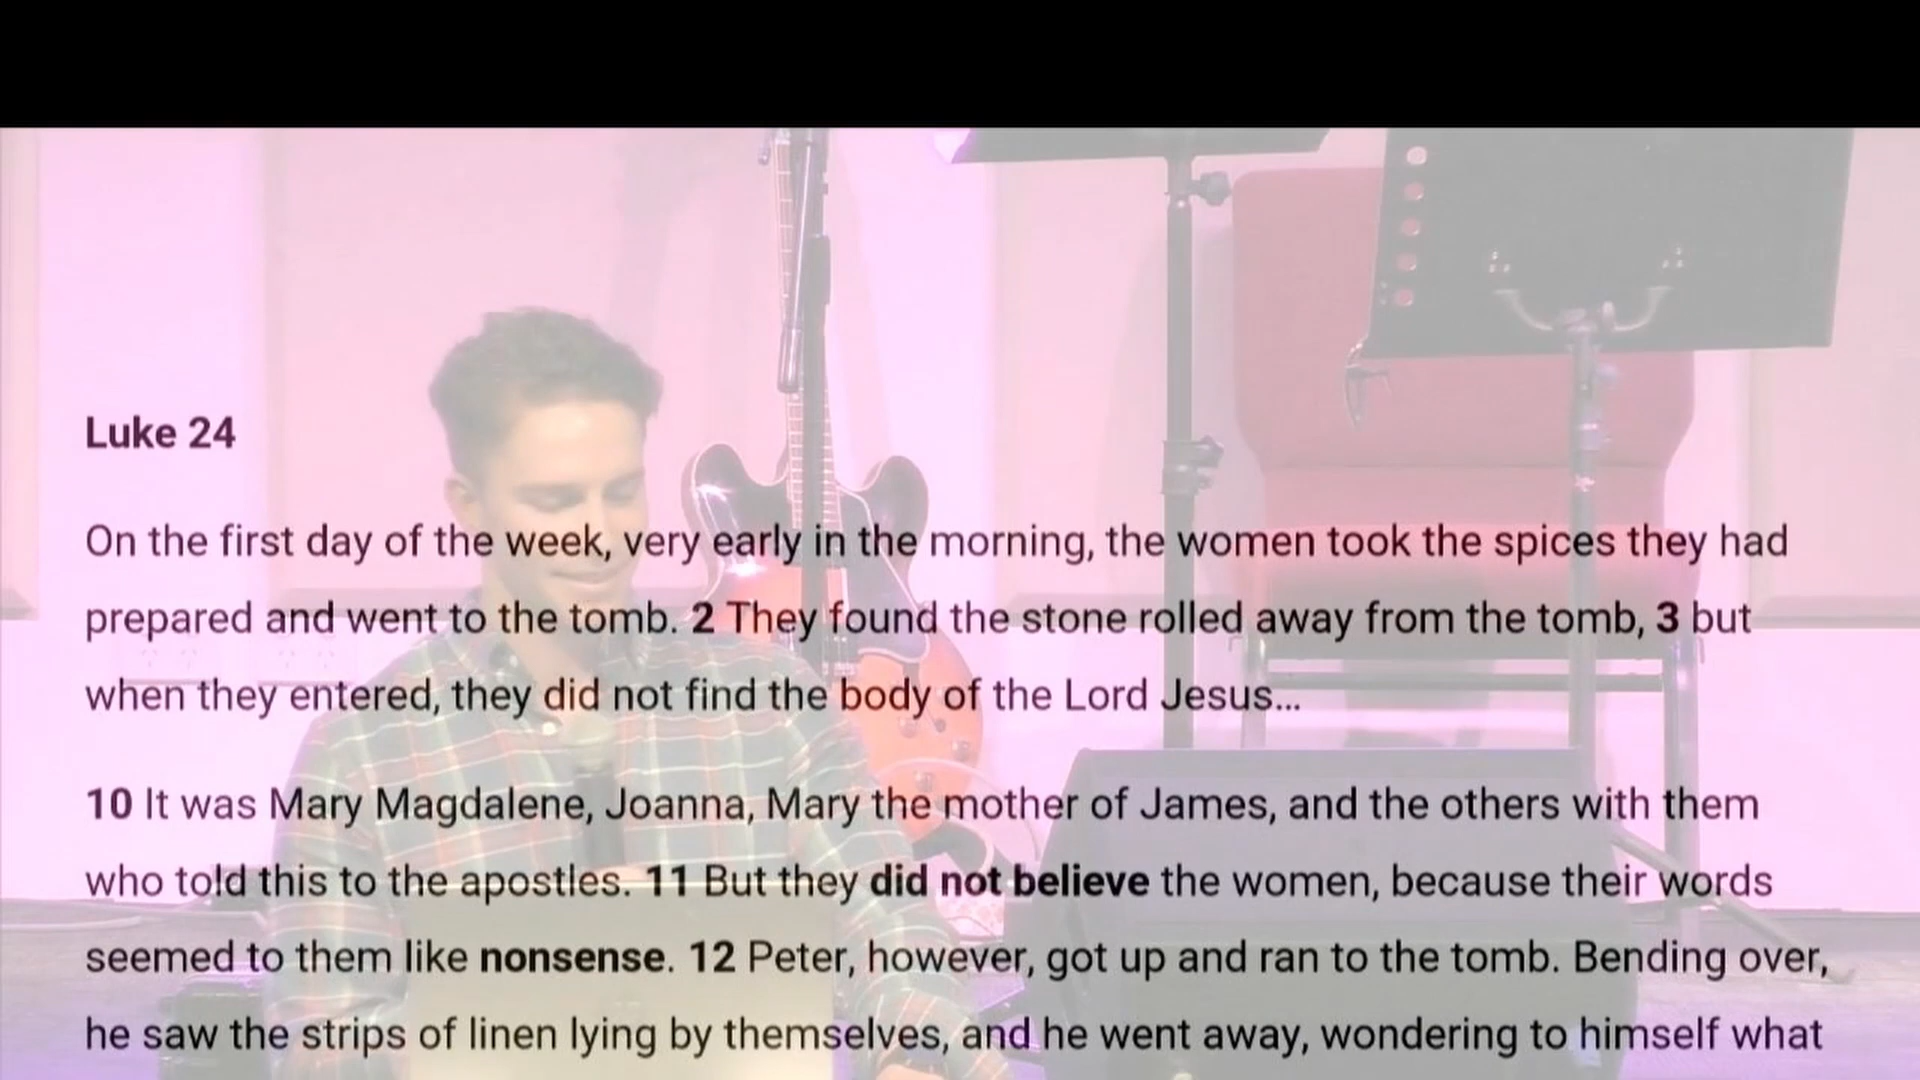 Luke 24
On the first day of the week, very early in the morning, the women took the spices they had
prepared and went to the tomb. 2 They found the stone rolled away from the tomb, 3 but
when they entered, they did not find the body of the Lord Jesus...
10 It was Mary Magdalene, Joanna, Mary the mother of James, and the others with them
who told this to the apostles. 11 But they did not believe the women, because their words
seemed to them like nonsense. 12 Peter, however, got up and ran to the tomb. Bending over,
he saw the strips of linen lying by themselves, and he went away, wondering to himself what